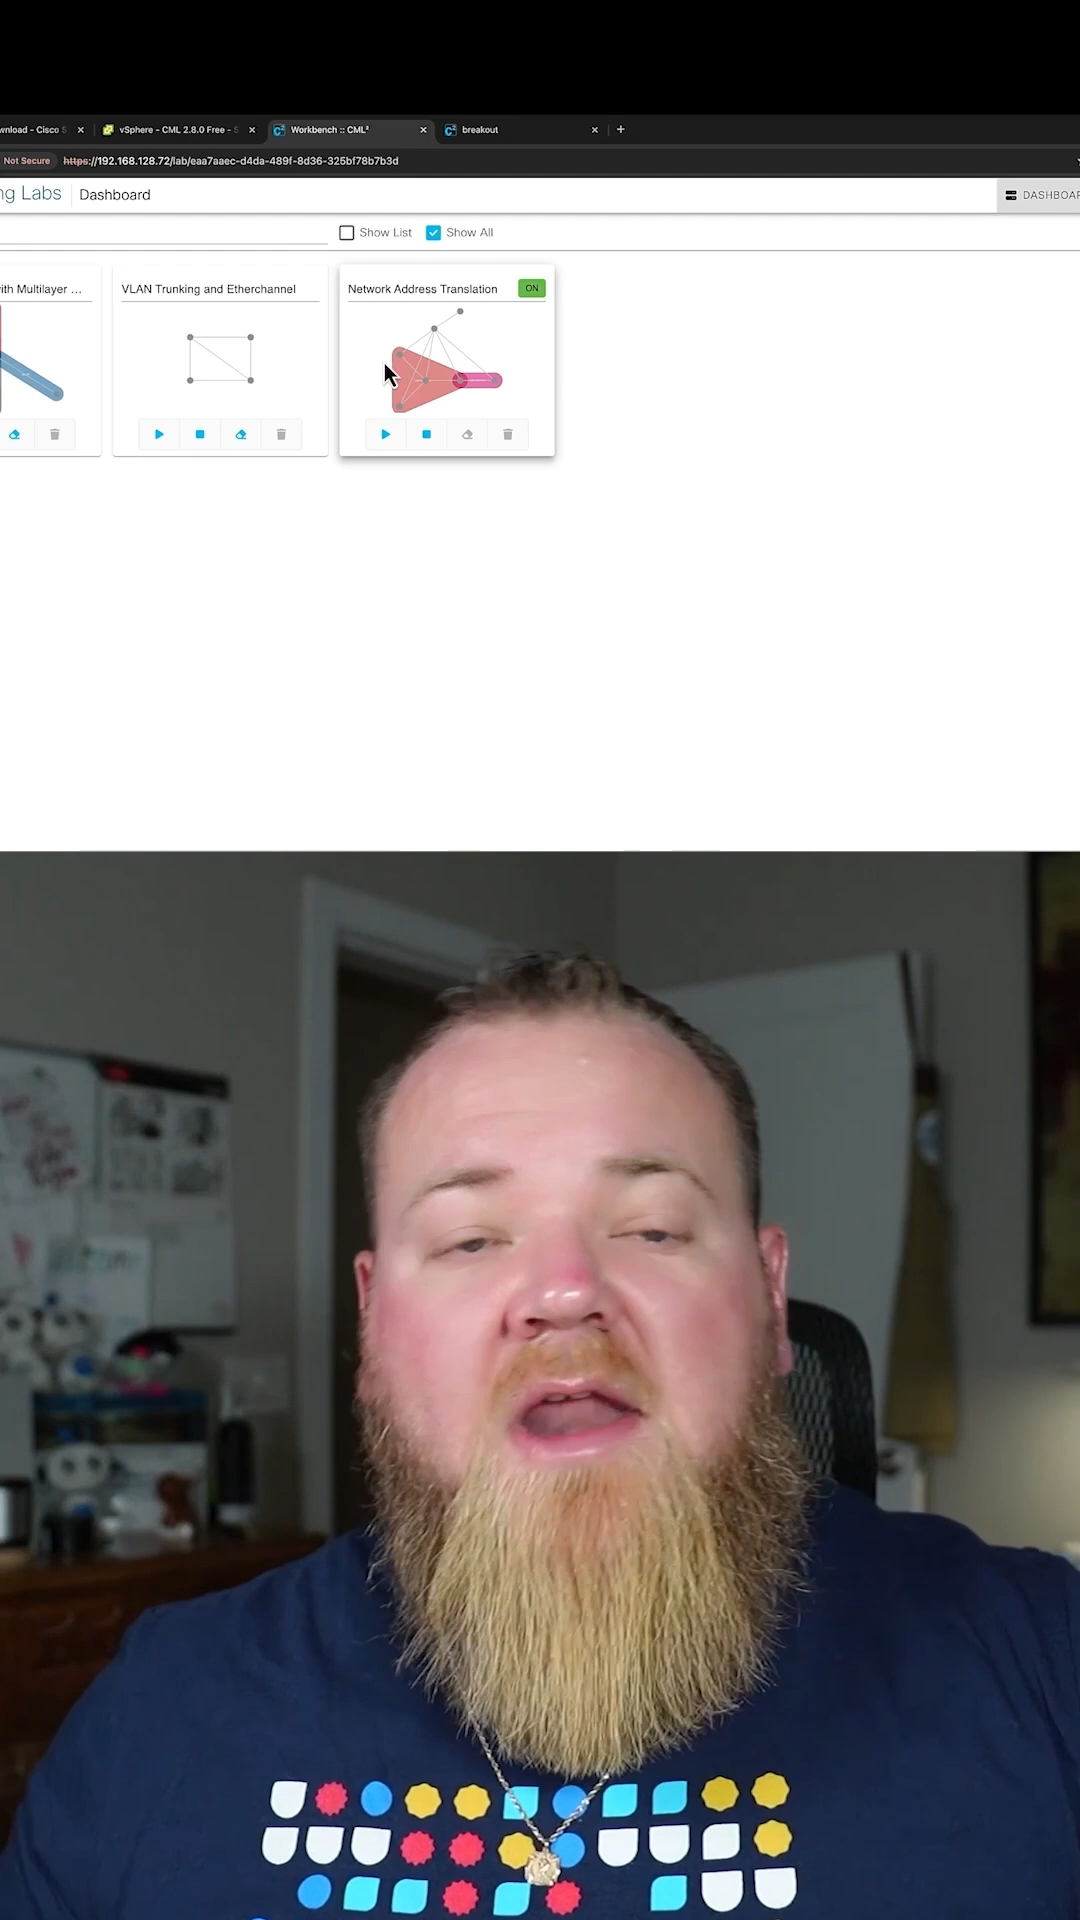 wnload - Cisco S
vSphere - CML 2.8.0 Free - S
Workbench :: CML²
breakout
Not Secure https://192.168.128.72/lab/eaa7aaec-d4da-489f-8d36-325bf78b7b3d
ng Labs Dashboard DASHBOAR
Show List Show All
ith Multilayer ...
VLAN Trunking and Etherchannel
Network Address Translation ON